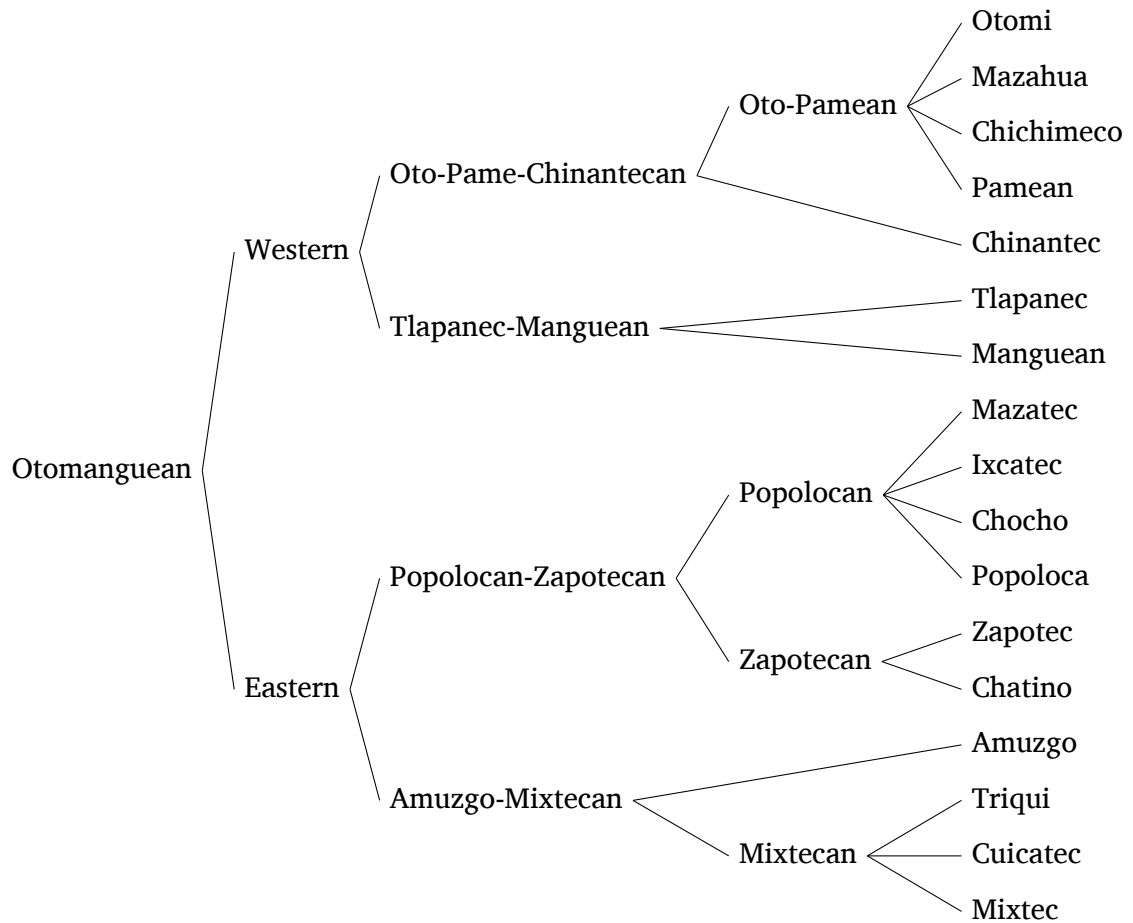 Otomi
Mazahua
Oto-Pamean
Chichimeco
Oto-Pame-Chinantecan
Pamean
Western
Chinantec
Tlapanec
Tlapanec-Manguean
Manguean
Mazatec
Otomanguean
Ixcatec
Popolocan
Chocho
Popolocan-Zapotecan
Popoloca
Zapotec
Zapotecan
Eastern
Chatino
Amuzgo
Amuzgo-Mixtecan
Triqui
Mixtecan
Cuicatec
Mixtec